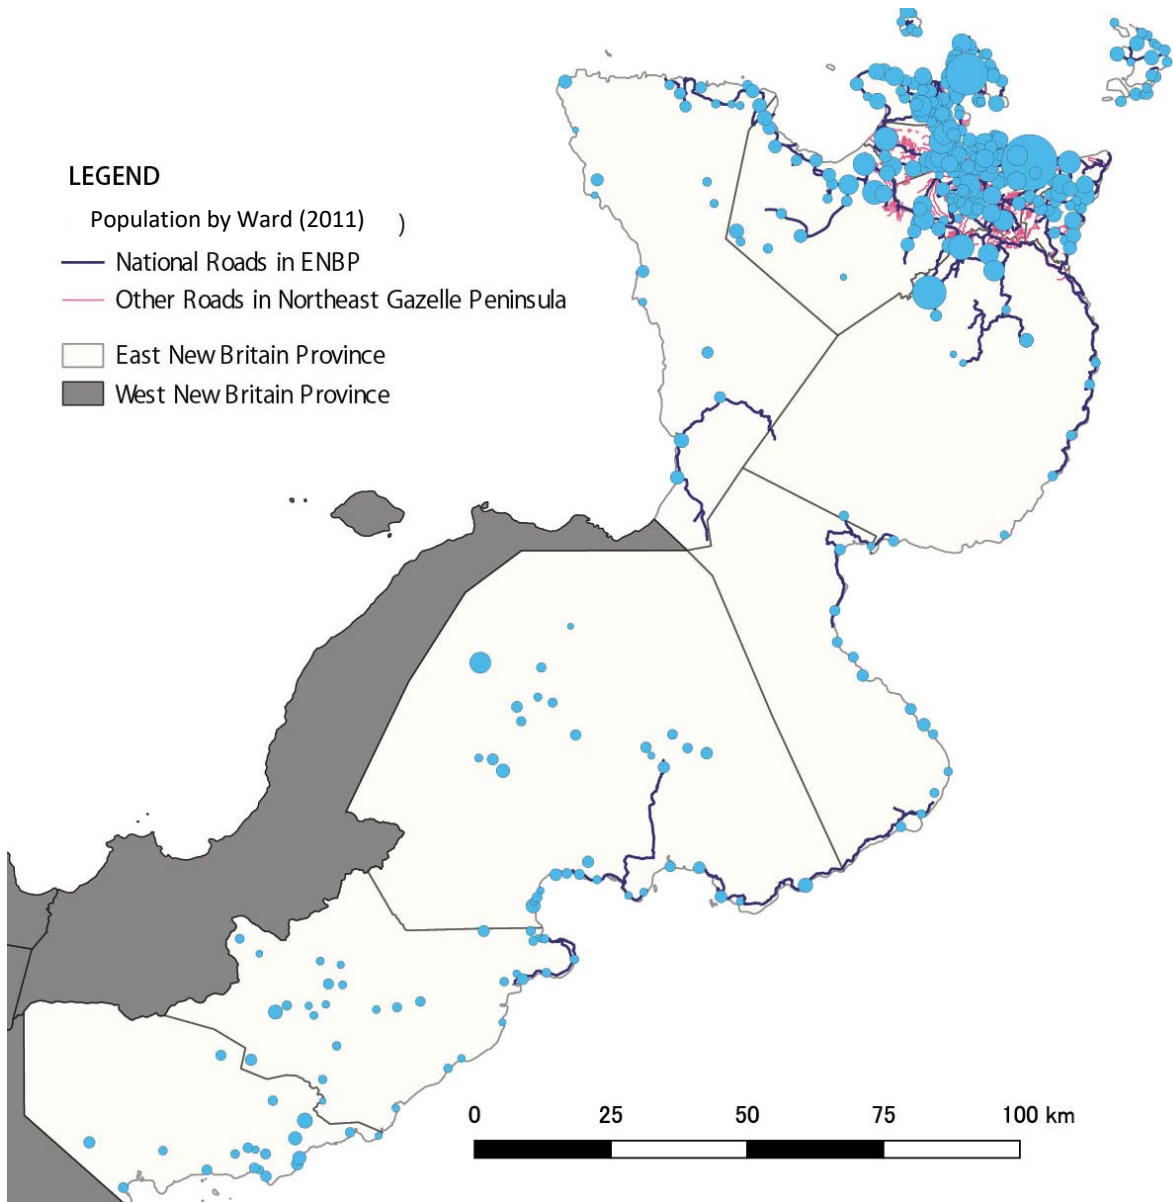 LEGEND
Population by Ward (2011) )
National Roads in ENBP
Other Roads in Northeast Gazelle Peninsula
East New Britain Province
West New Britain Province
0 25 50 75 100 km